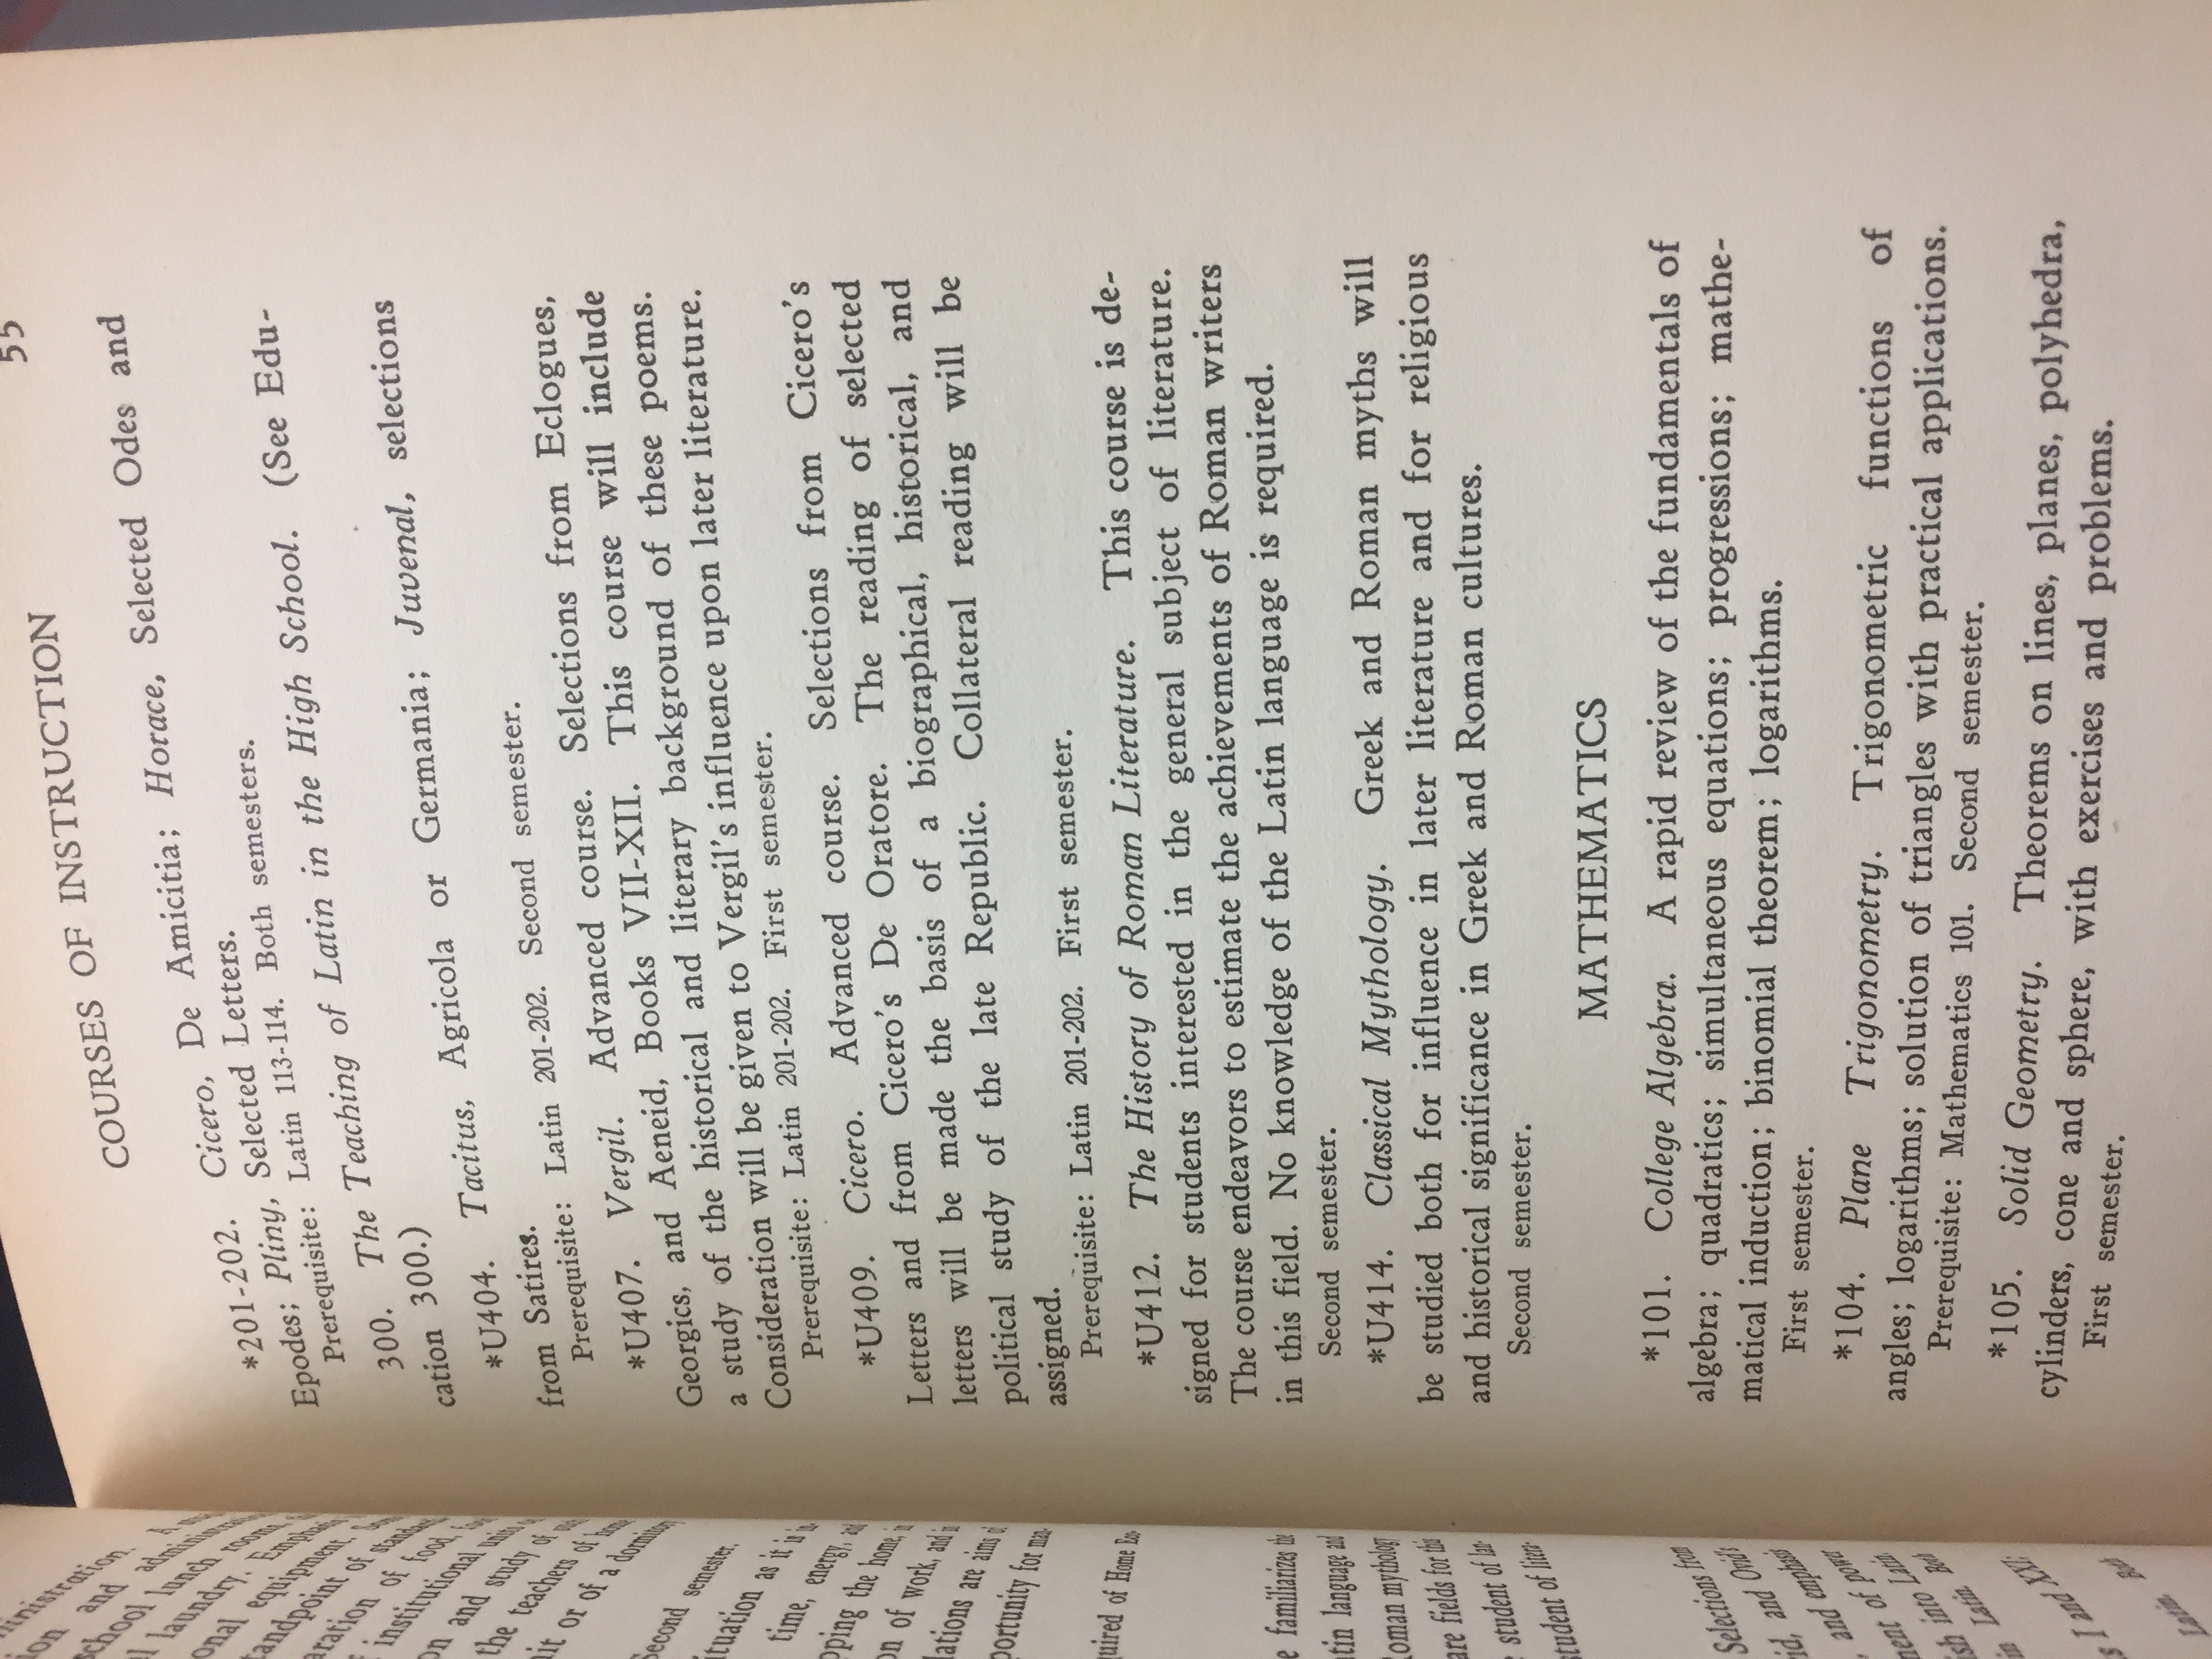 COURSES OF INSTRUCTION 55
*201-202. Cicero, De Amicitia; Horace, Selected Odes and
Epodes; Pliny, Selected Letters.
Prerequisite: Latin 113-114. Both semesters.
300. The Teaching of Latin in the High School. (See Edu-
cation 300.)
*U404. Tacitus, Agricola or Germania; Juvenal, selections
from Satires.
Prerequisite: Latin 201-202. Second semester.
*U407. Vergil. Advanced course. Selections from Eclogues,
Georgics, and Aeneid, Books VII-XII. This course will include
a study of the historical and literary background of these poems.
Consideration will be given to Vergil's influence upon later literature.
Prerequisite: Latin 201-202. First semester.
*U409. Cicero. Advanced course. Selections from Cicero's
Letters and from Cicero's De Oratore. The reading of selected
letters will be made the basis of a biographical, historical, and
political study of the late Republic. Collateral reading will be
assigned.
Prerequisite: Latin 201-202. First semester.
*U412. The History of Roman Literature. This course is de-
signed for students interested in the general subject of literature.
The course endeavors to estimate the achievements of Roman writers
in this field. No knowledge of the Latin language is required.
Second semester.
*U414. Classical Mythology. Greek and Roman myths will
be studied both for influence in later literature and for religious
and historical significance in Greek and Roman cultures.
Second semester.
MATHEMATICS
*101. College Algebra. A rapid review of the fundamentals of
algebra; quadratics; simultaneous equations; progressions; mathe-
matical induction; binomial theorem; logarithms.
First semester.
*104. Plane Trigonometry. Trigonometric functions of
angles; logarithms; solution of triangles with practical applications.
Prerequisite: Mathematics 101. Second semester.
*105. Solid Geometry. Theorems on lines, planes, polyhedra,
cylinders, cone and sphere, with exercises and problems.
First semester.